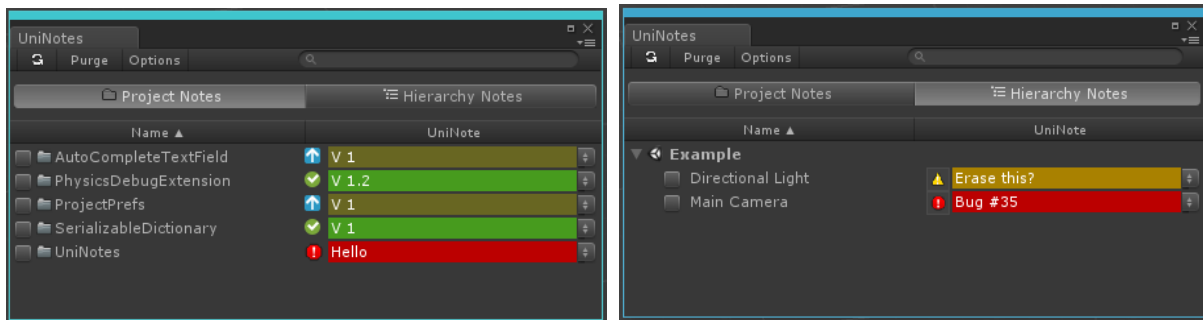 UniNotes
Purge Options
Project Notes Hierarchy Notes
Name ▲ UniNote
AutoCompleteTextField V 1
PhysicsDebugExtension V 1.2
ProjectPrefs V 1
SerializableDictionary V 1
UniNotes Hello
UniNotes
Purge Options
Project Notes Hierarchy Notes
Name ▲ UniNote
Example
Directional Light Erase this?
Main Camera Bug #35